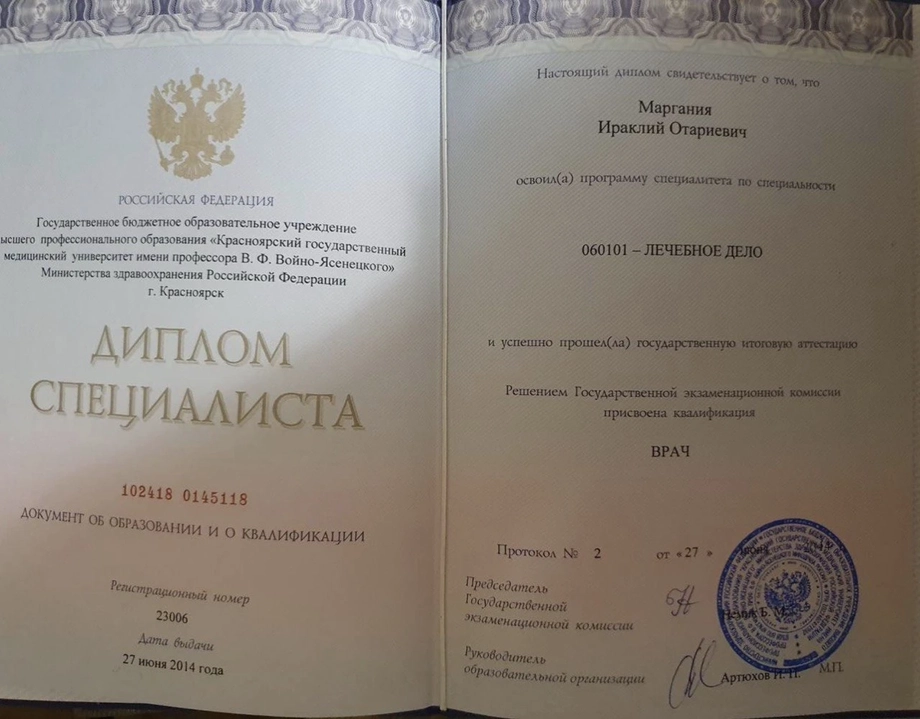 РОССИЙСКАЯ ФЕДЕРАЦИЯ
Государственное бюджетное образовательное учреждение
ысшего профессионального образования «Красноярский государственный
медицинский университет имени профессора В. Ф. Войно-Ясенецкого»
Министерства здравоохранения Российской Федерации
г. Красноярск
ДИПЛОМ
СПЕЦИАЛИСТА
102418 0145118
ДОКУМЕНТ ОБ ОБРАЗОВАНИИ И О КВАЛИФИКАЦИИ
Регистрационный номер
23006
Дата выдачи
27 июня 2014 года
Настоящий диплом свидетельствует о том, что
Маргания
Ираклий Отариевич
освоил(а) программу специалитета по специальности
060101 – ЛЕЧЕБНОЕ ДЕЛО
и успешно прошел(ла) государственную итоговую аттестацию
Решением Государственной экзаменационной комиссии
присвоена квалификация
ВРАЧ
Протокол № 2 от « 27 » июня
Председатель
Государственной
экзаменационной комиссии
Руководитель
образовательной организации
Артюхов И. П. М.П.